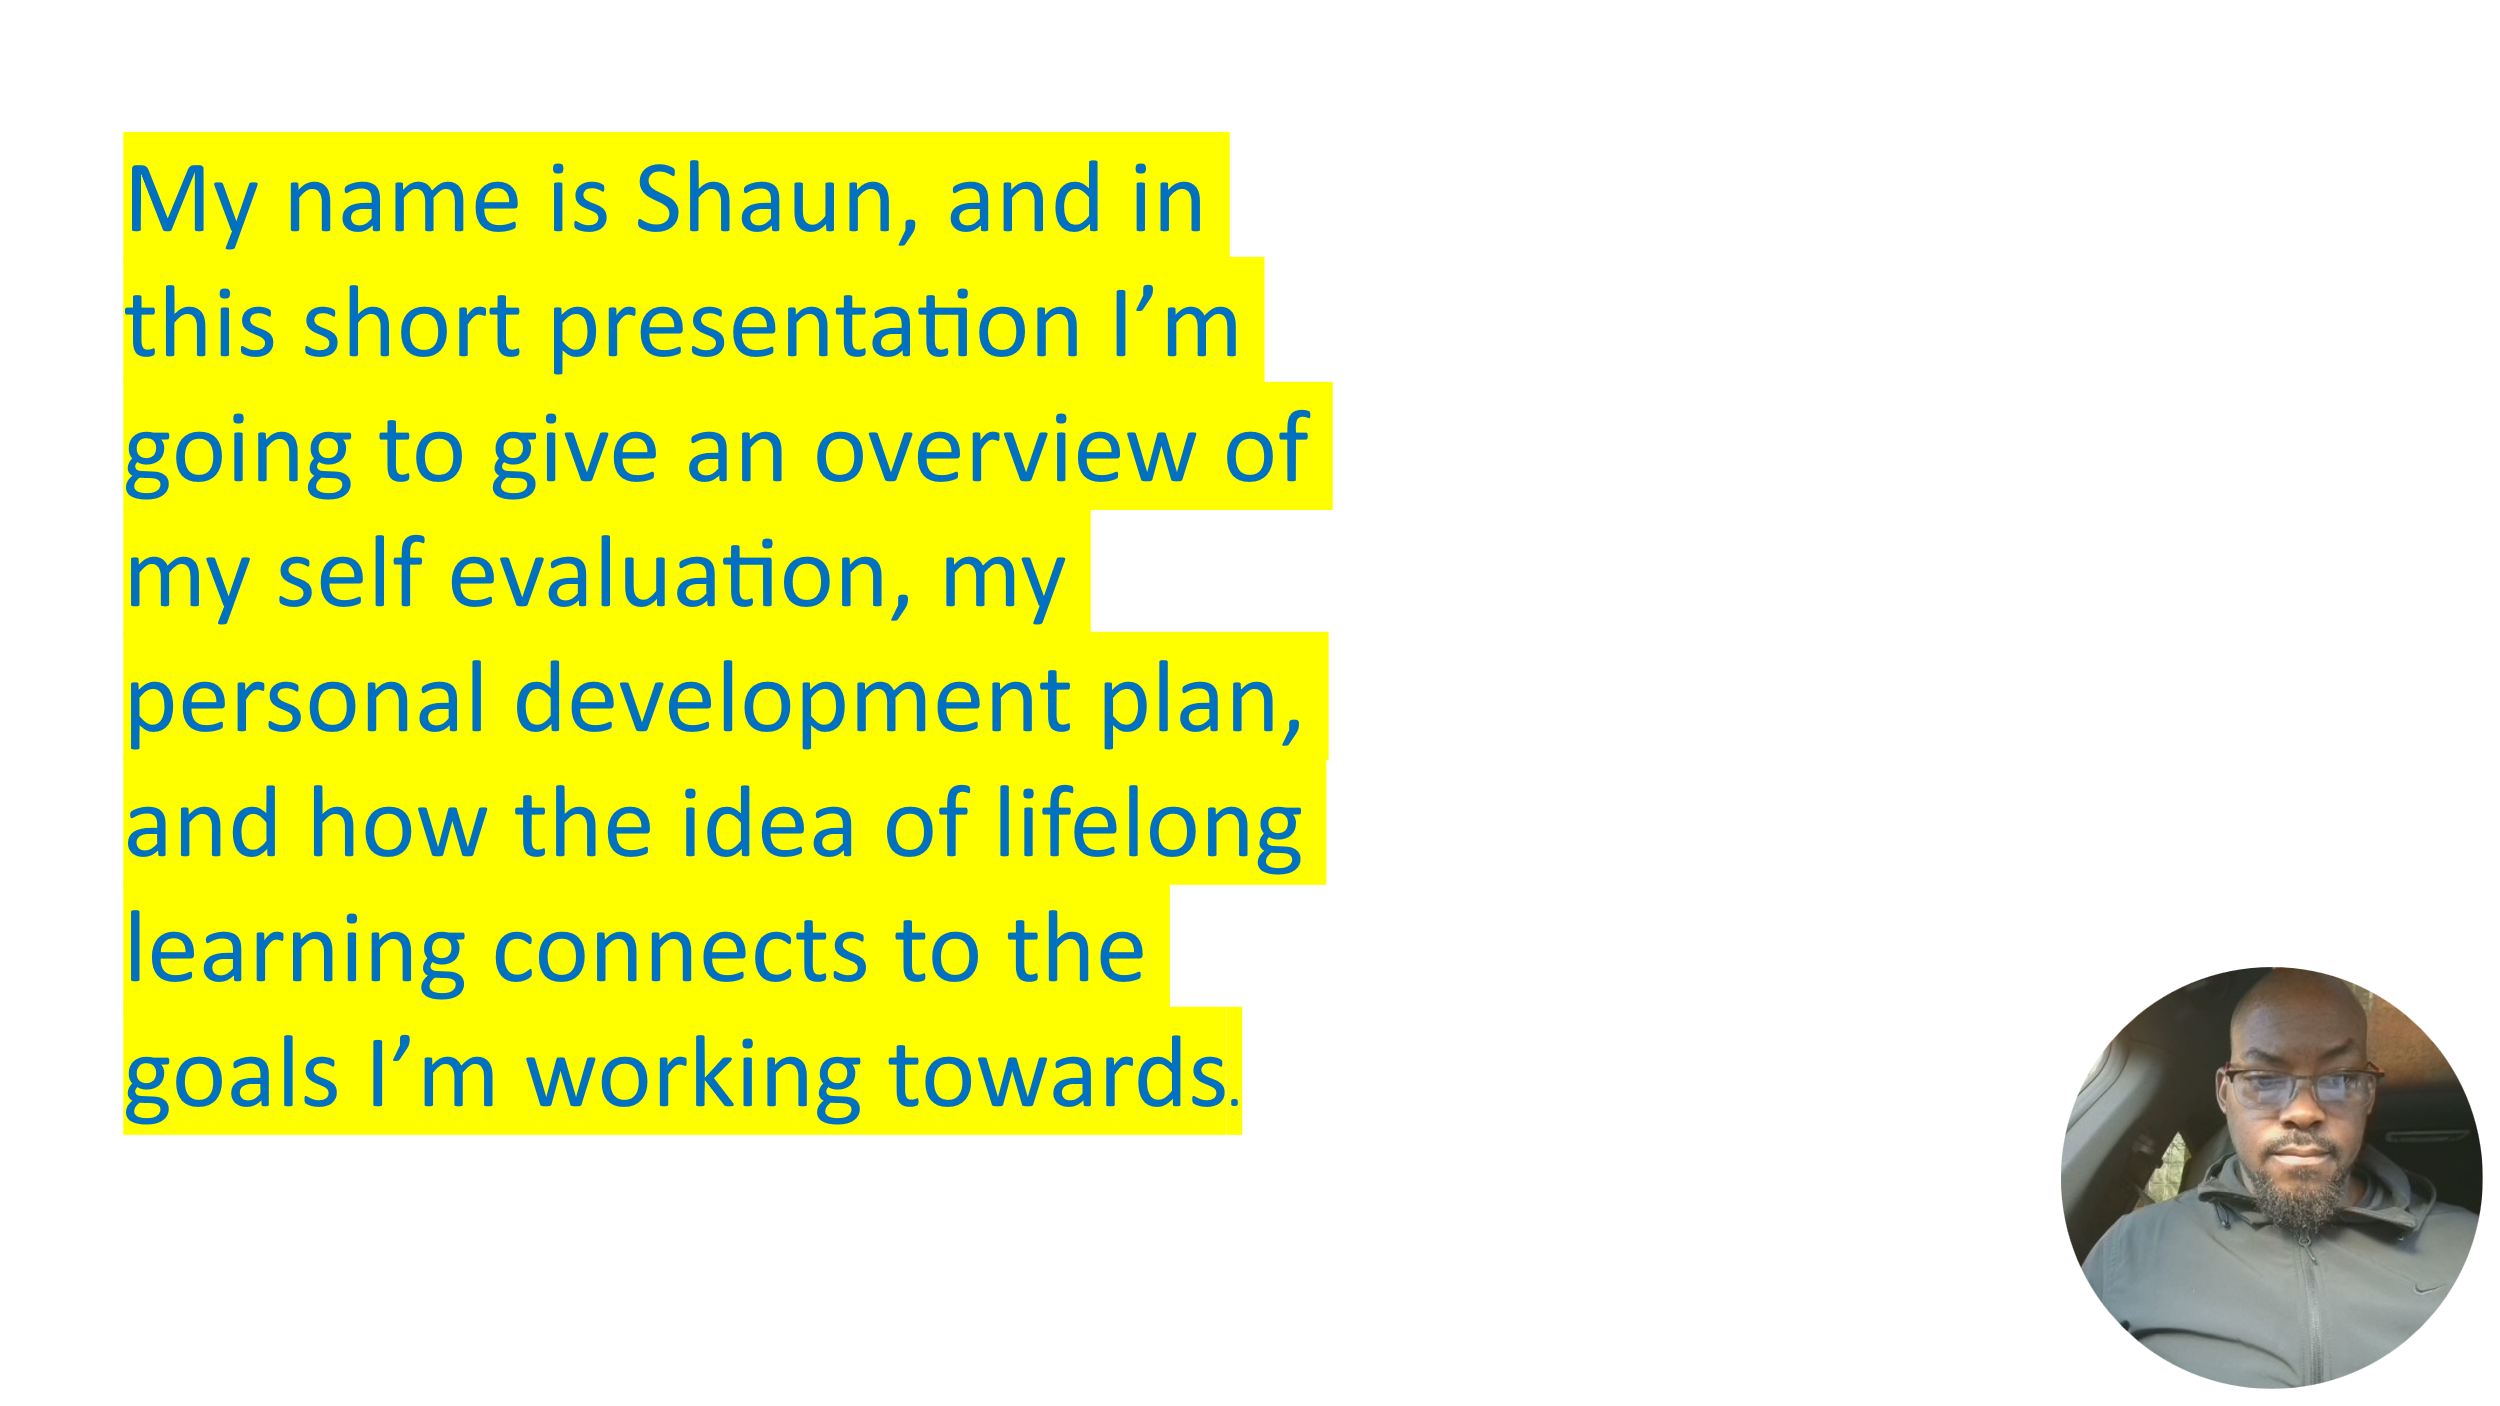 My name is Shaun, and in
this short presentation I’m
going to give an overview of
my self evaluation, my
personal development plan,
and how the idea of lifelong
learning connects to the
goals I’m working towards.